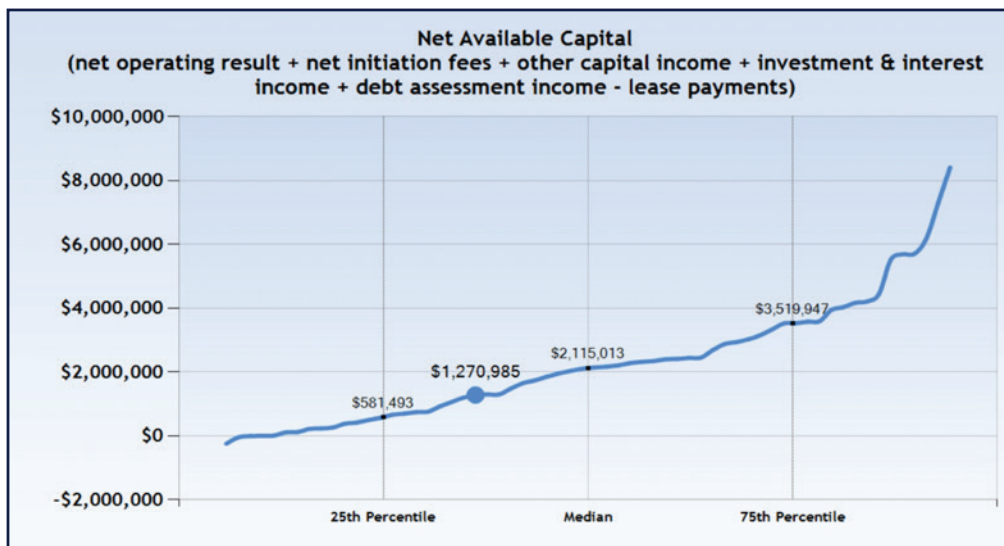 Net Available Capital
(net operating result + net initiation fees + other capital income + investment & interest
income + debt assessment income - lease payments)
$10,000,000
$8,000,000
$6,000,000
$4,000,000
$3,519,947
$2,115,013
$2,000,000
$1,270,985
$581,493
$0
-$2,000,000
25th Percentile
Median
75th Percentile